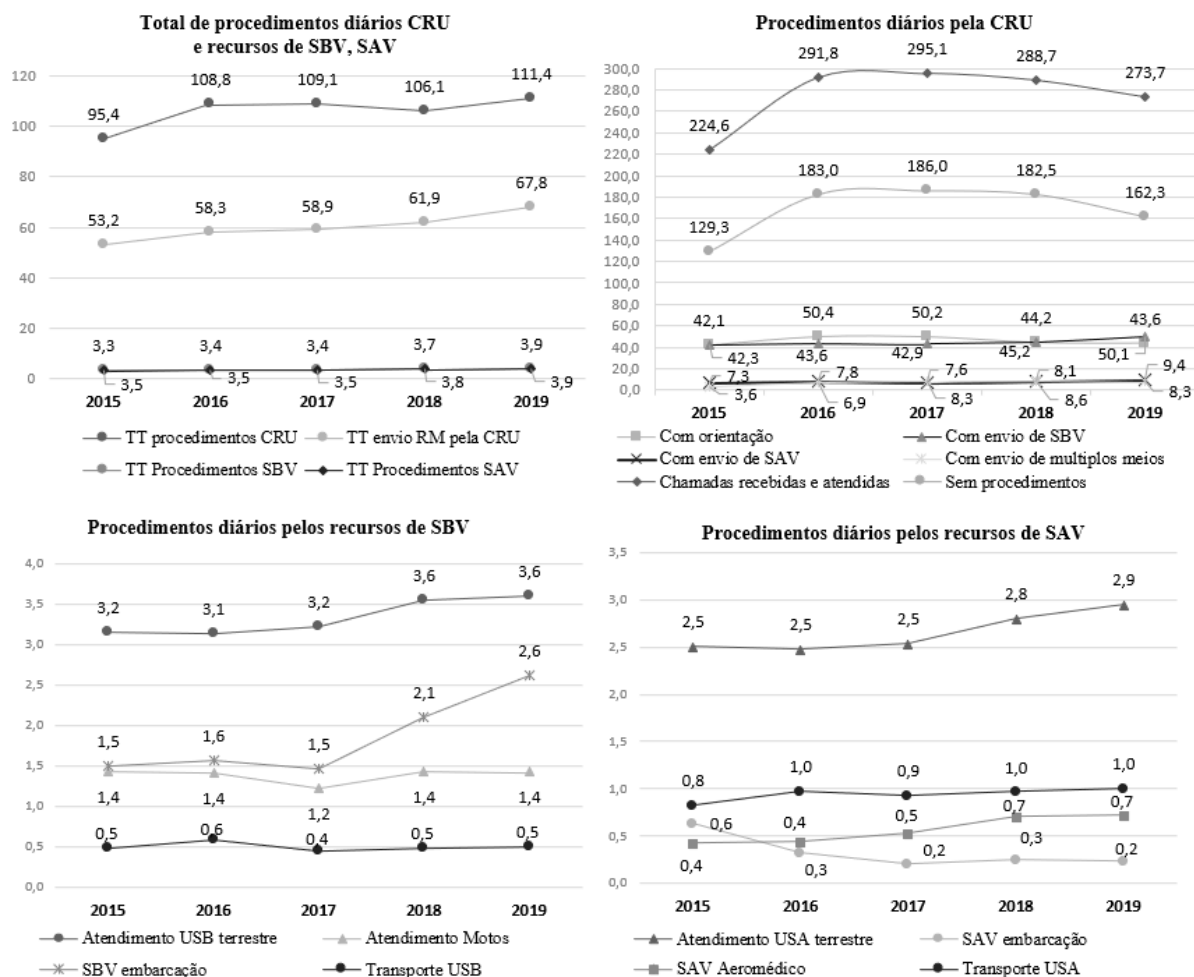 Total de procedimentos diários CRU
e recursos de SBV, SAV
120
100
80
60
40
20
0
95,4 108,8 109,1 106,1 111,4
53,2 58,3 58,9 61,9 67,8
3,3 3,4 3,4 3,7 3,9
3,5 3,5 3,5 3,8 3,9
2015 2016 2017 2018 2019
TT procedimentos CRU TT envio RM pela CRU
TT Procedimentos SBV TT Procedimentos SAV
Procedimentos diários pela CRU
300,0
280,0
260,0
240,0
220,0
200,0
180,0
160,0
140,0
120,0
100,0
80,0
60,0
40,0
20,0
0,0
224,6 291,8 295,1 288,7 273,7
129,3 183,0 186,0 182,5 162,3
42,1 50,4 50,2 44,2 43,6
42,3 43,6 42,9 45,2 50,1
7,3 7,8 7,6 8,1 9,4
3,6 6,9 8,3 8,6 8,3
2015 2016 2017 2018 2019
Com orientação Com envio de SBV
Com envio de SAV Com envio de multiplos meios
Chamadas recebidas e atendidas Sem procedimentos
Procedimentos diários pelos recursos de SBV
4,0
3,5
3,0
2,5
2,0
1,5
1,0
0,5
0,0
3,2 3,1 3,2 3,6 3,6
1,5 1,6 1,5 2,1 2,6
1,4 1,4 1,2 1,4 1,4
0,5 0,6 0,4 0,5 0,5
2015 2016 2017 2018 2019
Atendimento USB terrestre Atendimento Motos
SBV embarcação Transporte USB
Procedimentos diários pelos recursos de SAV
3,5
3,0
2,5
2,0
1,5
1,0
0,5
0,0
2,5 2,5 2,5 2,8 2,9
0,8 1,0 0,9 1,0 1,0
0,6 0,4 0,5 0,7 0,7
0,4 0,3 0,2 0,3 0,2
2015 2016 2017 2018 2019
Atendimento USA terrestre SAV embarcação
SAV Aeromédico Transporte USA